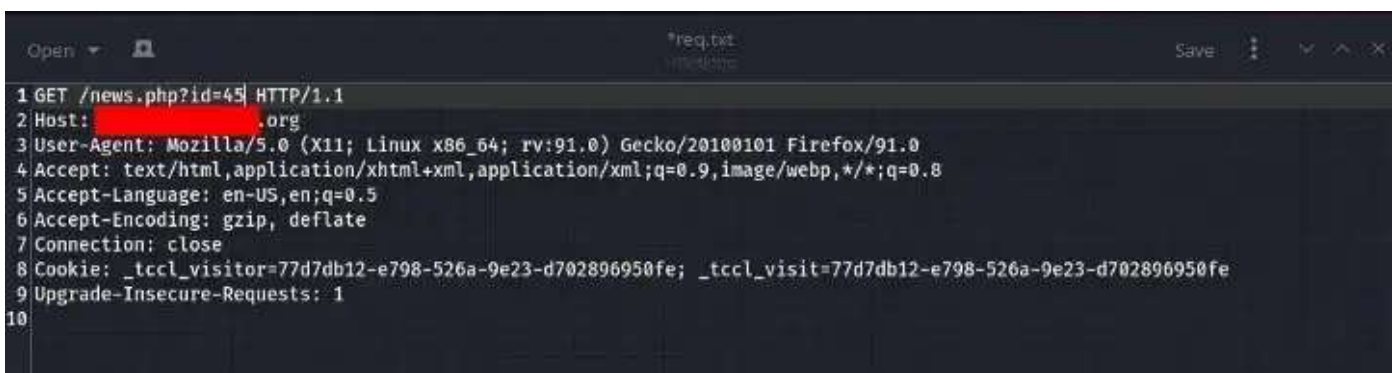 Open
*req.txt
Save
1 GET /news.php?id=45 HTTP/1.1
2 Host: .org
3 User-Agent: Mozilla/5.0 (X11; Linux x86_64; rv:91.0) Gecko/20100101 Firefox/91.0
4 Accept: text/html,application/xhtml+xml,application/xml;q=0.9,image/webp,*/*;q=0.8
5 Accept-Language: en-US,en;q=0.5
6 Accept-Encoding: gzip, deflate
7 Connection: close
8 Cookie: _tccl_visitor=77d7db12-e798-526a-9e23-d702896950fe; _tccl_visit=77d7db12-e798-526a-9e23-d702896950fe
9 Upgrade-Insecure-Requests: 1
10